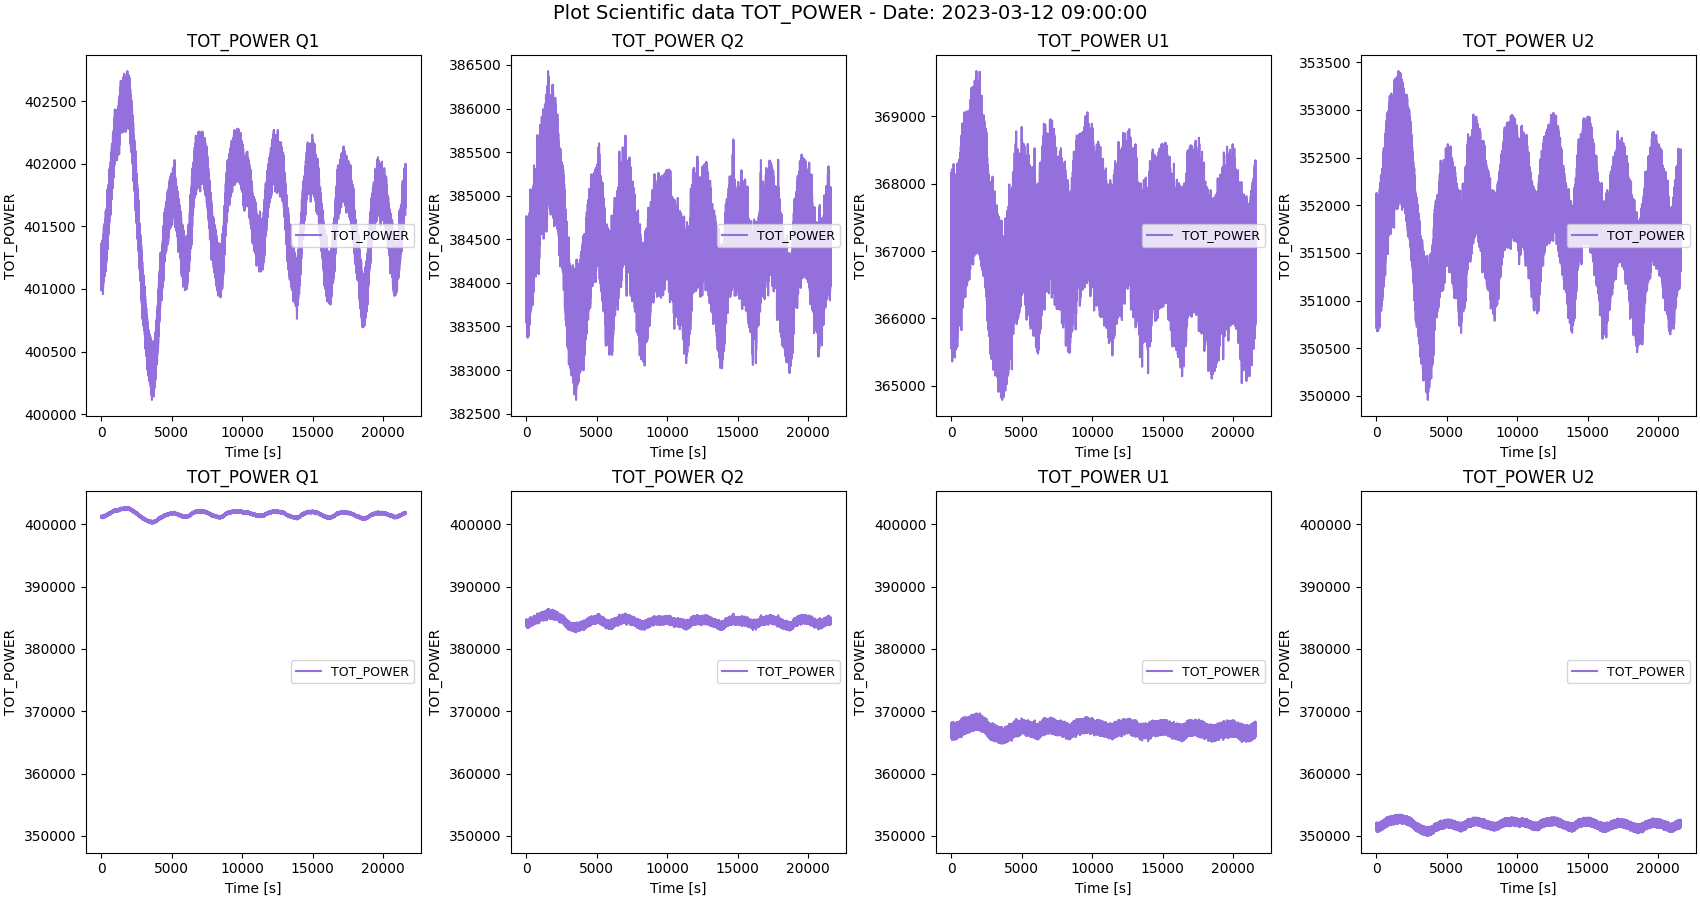 Plot Scientific data TOT_POWER - Date: 2023-03-12 09:00:00
TOT_POWER Q1
TOT_POWER
402500
402000
401500
401000
400500
400000
TOT_POWER
0 5000 10000 15000 20000
Time [s]
TOT_POWER Q2
TOT_POWER
386500
386000
385500
385000
384500
384000
383500
383000
382500
TOT_POWER
0 5000 10000 15000 20000
Time [s]
TOT_POWER U1
TOT_POWER
369000
368000
367000
366000
365000
TOT_POWER
0 5000 10000 15000 20000
Time [s]
TOT_POWER U2
TOT_POWER
353500
353000
352500
352000
351500
351000
350500
350000
TOT_POWER
0 5000 10000 15000 20000
Time [s]
TOT_POWER Q1
TOT_POWER
400000
390000
380000
370000
360000
350000
TOT_POWER
0 5000 10000 15000 20000
Time [s]
TOT_POWER Q2
TOT_POWER
400000
390000
380000
370000
360000
350000
TOT_POWER
0 5000 10000 15000 20000
Time [s]
TOT_POWER U1
TOT_POWER
400000
390000
380000
370000
360000
350000
TOT_POWER
0 5000 10000 15000 20000
Time [s]
TOT_POWER U2
TOT_POWER
400000
390000
380000
370000
360000
350000
TOT_POWER
0 5000 10000 15000 20000
Time [s]